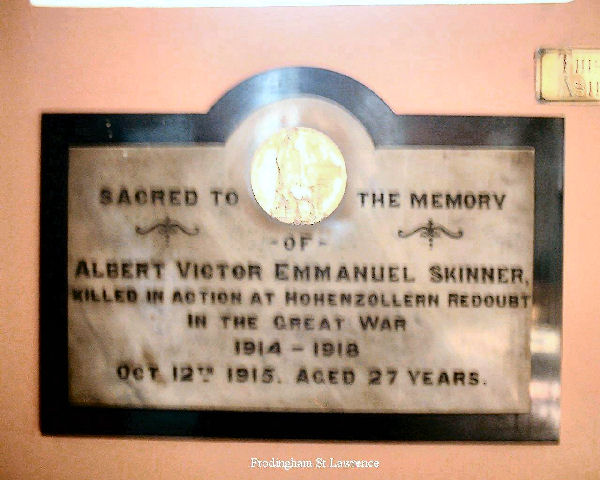 SACRED TO THE MEMORY
- OF -
ALBERT VICTOR EMMANUEL SKINNER,
KILLED IN ACTION AT HOHENZOLLERN REDOUBT
IN THE GREAT WAR
1914 - 1918
OCT 12TH 1915. AGED 27 YEARS.
Frodingham St Lawrence